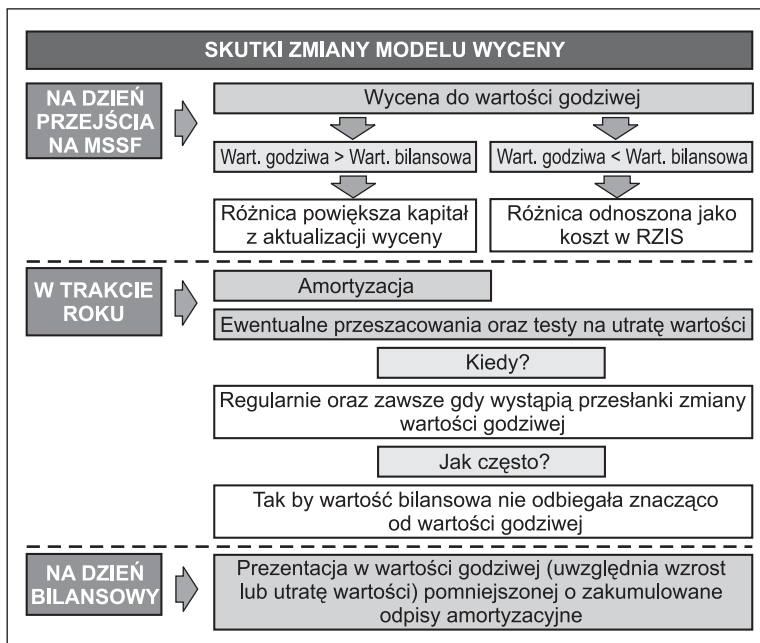 SKUTKI ZMIANY MODELU WYCENY
NA DZIEŃ
PRZEJŚCIA
NA MSSF
Wycena do wartości godziwej
Wart. godziwa > Wart. bilansowa
Wart. godziwa < Wart. bilansowa
Różnica powiększa kapitał
z aktualizacji wyceny
Różnica odnoszona jako
koszt w RZIS
W TRAKCIE
ROKU
Amortyzacja
Ewentualne przeszacowania oraz testy na utratę wartości
Kiedy?
Regularnie oraz zawsze gdy wystąpią przesłanki zmiany
wartości godziwej
Jak często?
Tak by wartość bilansowa nie odbiegała znacząco
od wartości godziwej
NA DZIEŃ
BILANSOWY
Prezentacja w wartości godziwej (uwzględnia wzrost
lub utratę wartości) pomniejszonej o zakumulowane
odpisy amortyzacyjne